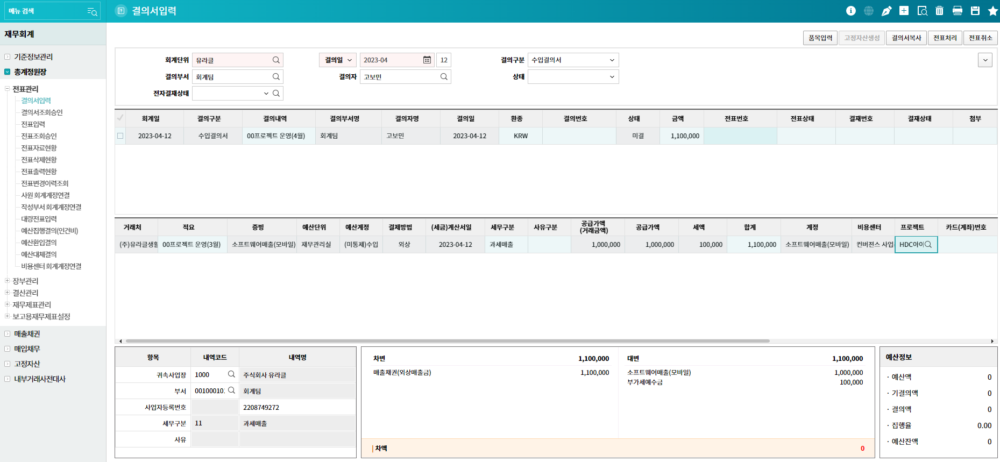 메뉴 검색
결의서입력
재무회계
품목입력 고정자산생성 결의서복사 전표처리 전표취소
기준정보관리
총계정원장
전표관리
결의서입력
결의서조회승인
전표입력
전표조회승인
전표자료현황
전표삭제현황
전표출력현황
전표변경이력조회
사원 회계계정연결
작성부서 회계계정연결
대량전표입력
예산집행결의(인건비)
예산환입결의
예산대체결의
비용센터 회계계정연결
장부관리
결산관리
재무제표관리
보고용재무제표설정
매출채권
매입채무
고정자산
내부거래사전대사
회계단위 유라클 결의일 2023-04 12 결의구분 수입결의서
결의부서 회계팀 결의자 고보민 상태
전자결재상태
회계일 결의구분 결의내역 결의부서명 결의자명 결의일 환종 결의번호 상태 금액 전표번호 전표상태 결재번호 결재상태 첨부
2023-04-12 수입결의서 00프로젝트 운영(4월) 회계팀 고보민 2023-04-12 KRW 미결 1,100,000
거래처 적요 증빙 예산단위 예산계정 결제방법 (세금)계산서일 세무구분 사유구분 공급가액 (거래금액) 공급가액 세액 합계 계정 비용센터 프로젝트 카드(계좌)번호
(주)유라클생활 00프로젝트 운영(3월) 소프트웨어매출(모바일) 재무관리실 (미통제)수입 외상 2023-04-12 과세매출 1,000,000 1,000,000 100,000 1,100,000 소프트웨어매출(모바일) 컨버젼스 사업 HDC아이
항목 내역코드 내역명
귀속사업장 1000 주식회사 유라클
부서 00100010 회계팀
사업자등록번호 2208749272
세무구분 11 과세매출
사유
차변 1,100,000
매출채권(외상매출금) 1,100,000
대변 1,100,000
소프트웨어매출(모바일) 1,000,000
부가세예수금 100,000
차액 0
예산정보
· 예산액 0
· 기결의액 0
· 결의액 0
· 집행율 0.00
· 예산잔액 0